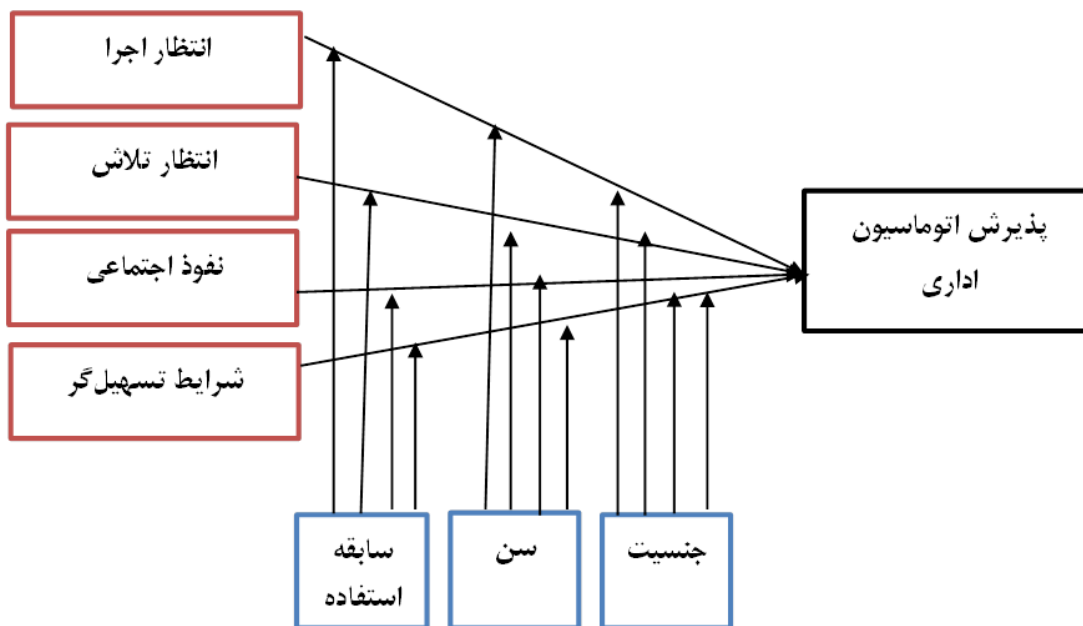 انتظار اجرا
انتظار تلاش
نفوذ اجتماعی
شرایط تسهیل‌گر
پذیرش اتوماسیون
اداری
سابقه
استفاده
سن
جنسیت